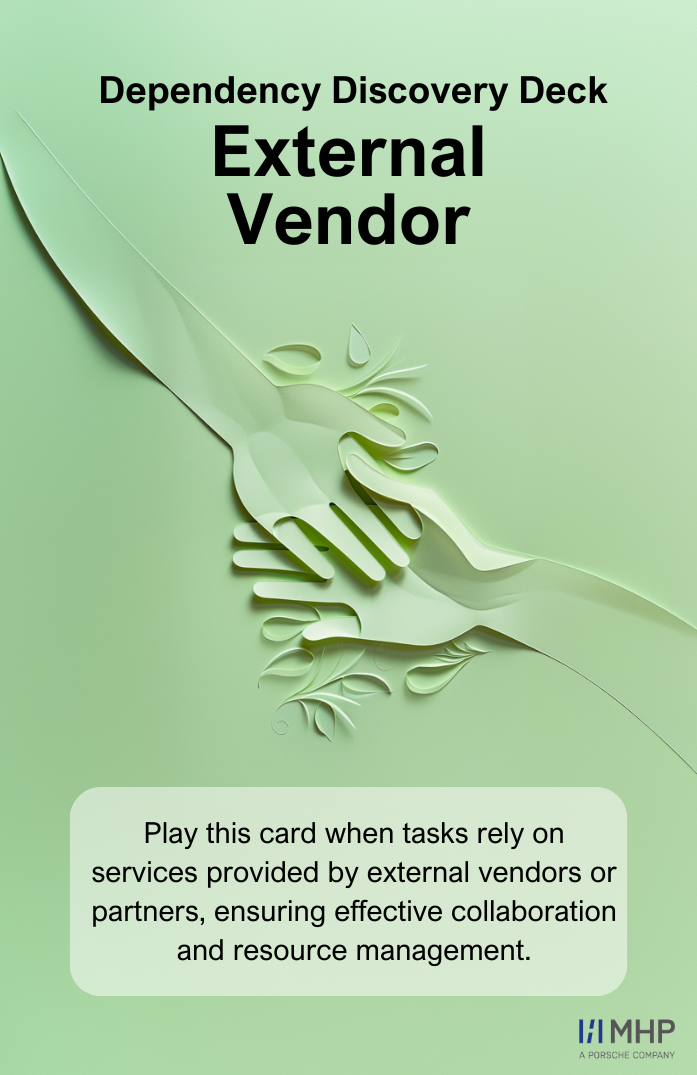 Dependency Discovery Deck
External
Vendor
Play this card when tasks rely on
services provided by external vendors or
partners, ensuring effective collaboration
and resource management.
MHP
A PORSCHE COMPANY